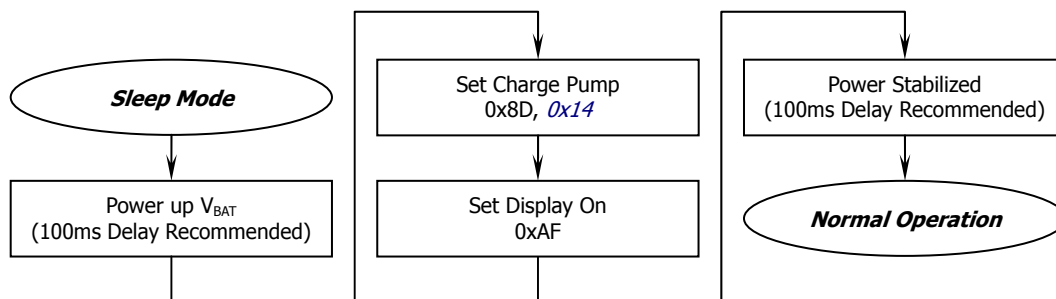 Sleep Mode
Power up VBAT
(100ms Delay Recommended)
Set Charge Pump
0x8D, 0x14
Set Display On
0xAF
Power Stabilized
(100ms Delay Recommended)
Normal Operation